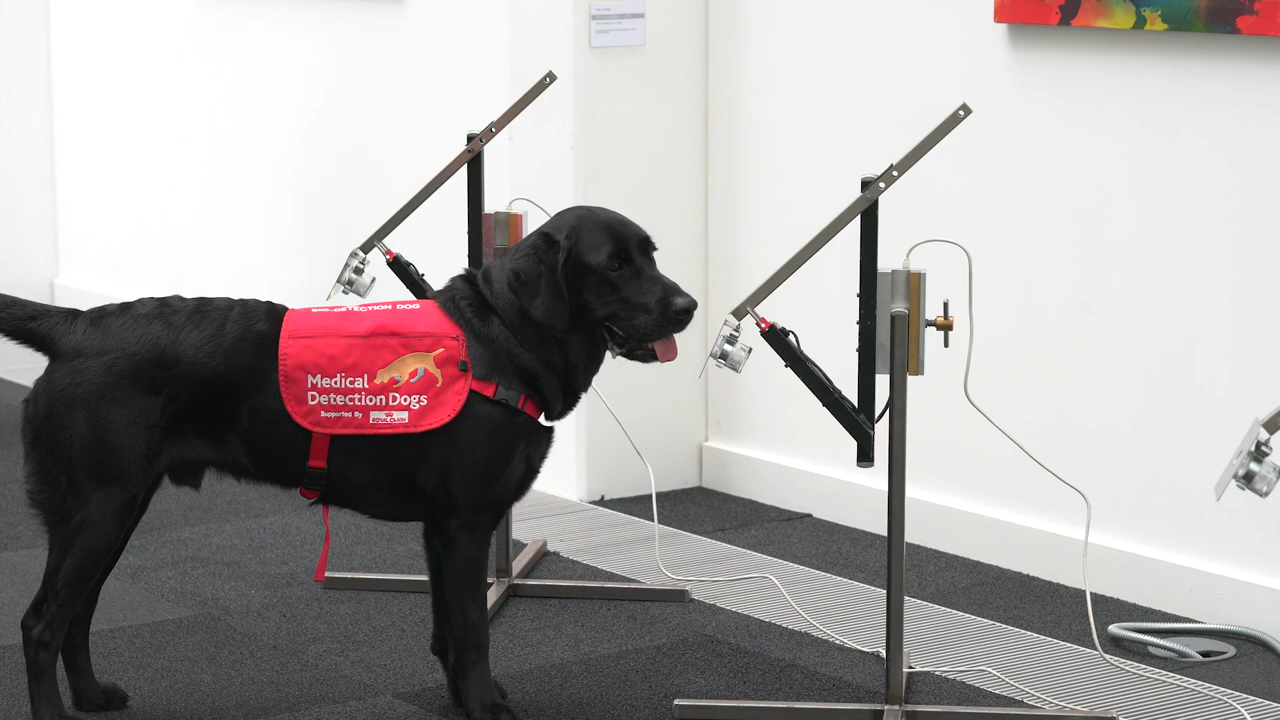 BIO-DETECTION DOG
Medical
Detection Dogs
Supported By
ROYAL CANIN